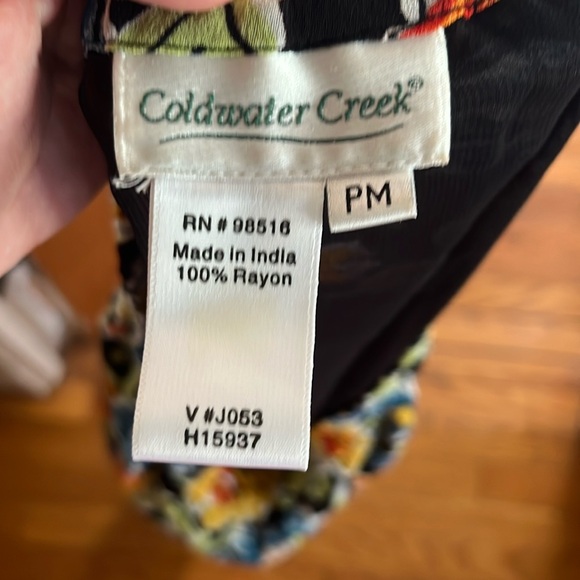 Coldwater Creek®
PM
RN # 98516
Made in India
100% Rayon
V #J053
H15937